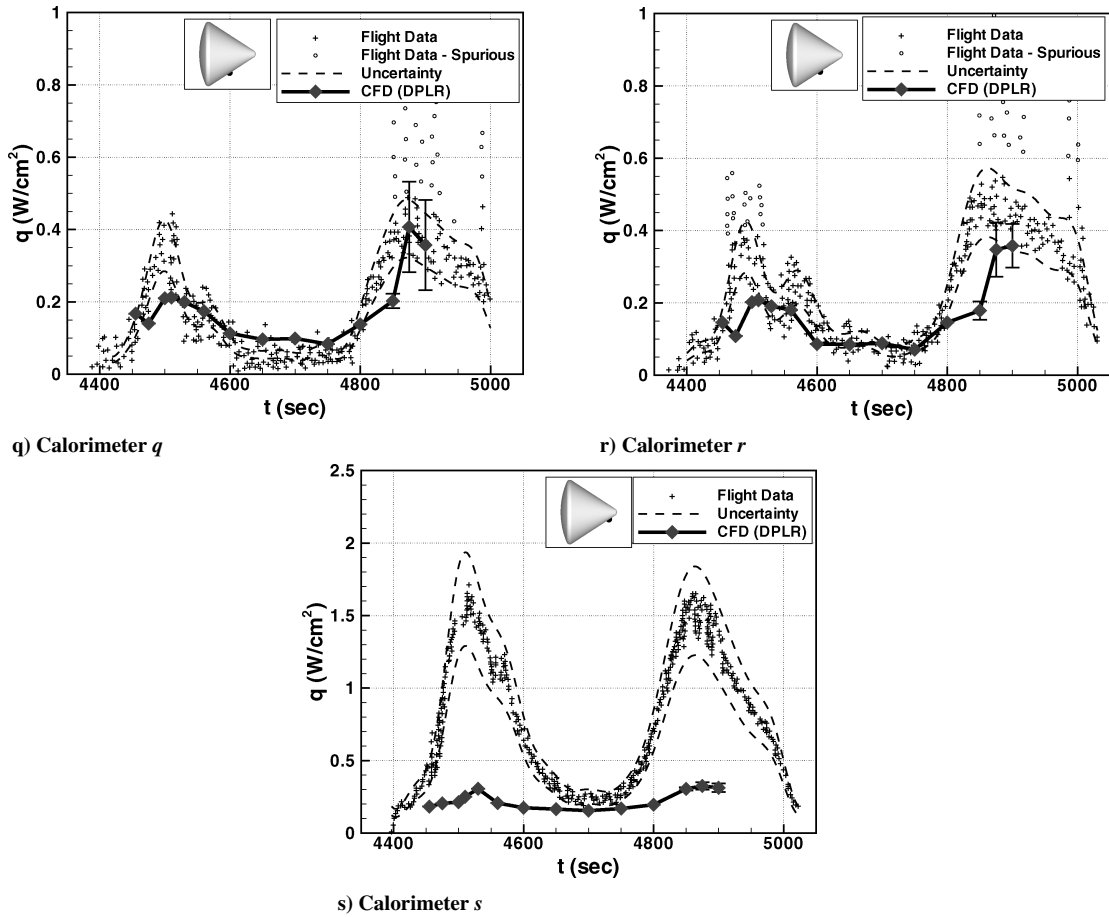 Flight Data
Flight Data - Spurious
Uncertainty
CFD (DPLR)
q (W/cm2)
1
0.8
0.6
0.4
0.2
0
4400 4600 4800 5000
t (sec)
q) Calorimeter q
Flight Data
Flight Data - Spurious
Uncertainty
CFD (DPLR)
q (W/cm2)
1
0.8
0.6
0.4
0.2
0
4400 4600 4800 5000
t (sec)
r) Calorimeter r
Flight Data
Uncertainty
CFD (DPLR)
q (W/cm2)
2.5
2
1.5
1
0.5
0
4400 4600 4800 5000
t (sec)
s) Calorimeter s